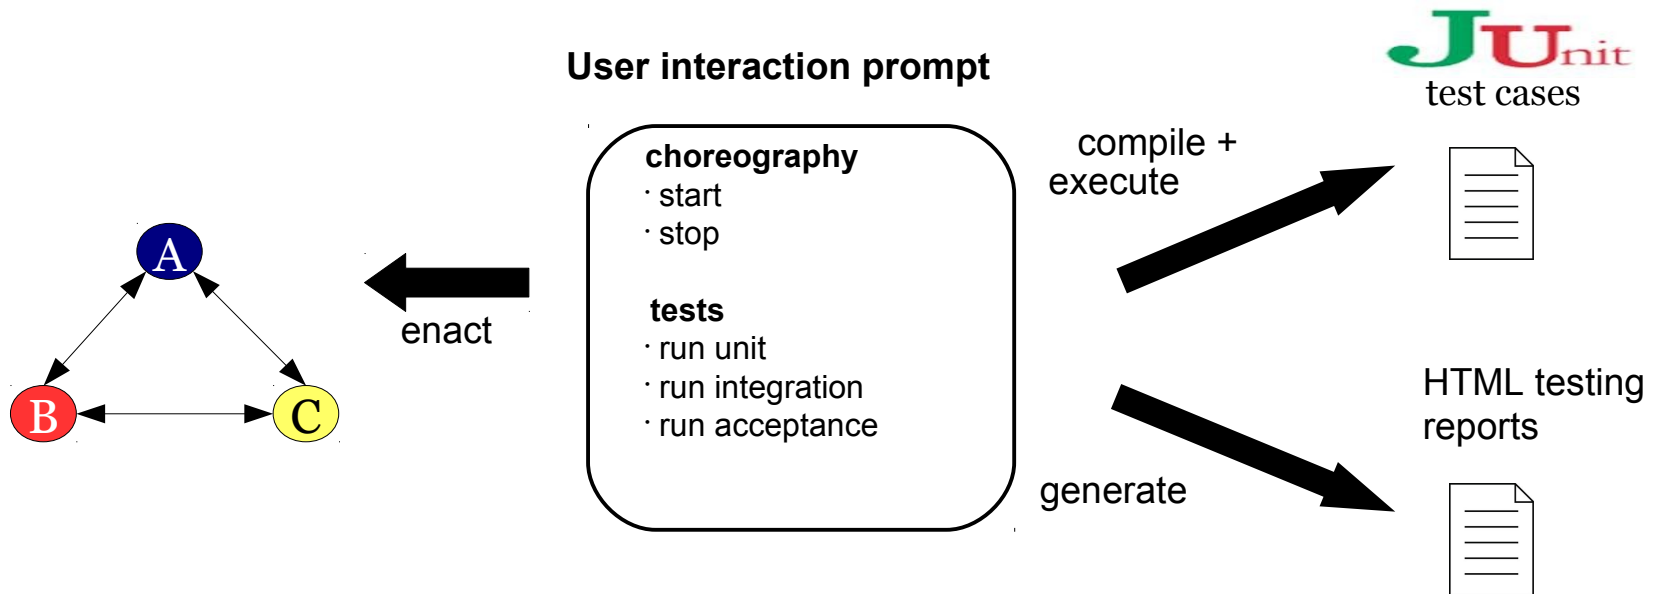 JUnit
test cases
User interaction prompt
choreography
· start
· stop
tests
· run unit
· run integration
· run acceptance
A
B
C
enact
compile +
execute
generate
HTML testing
reports